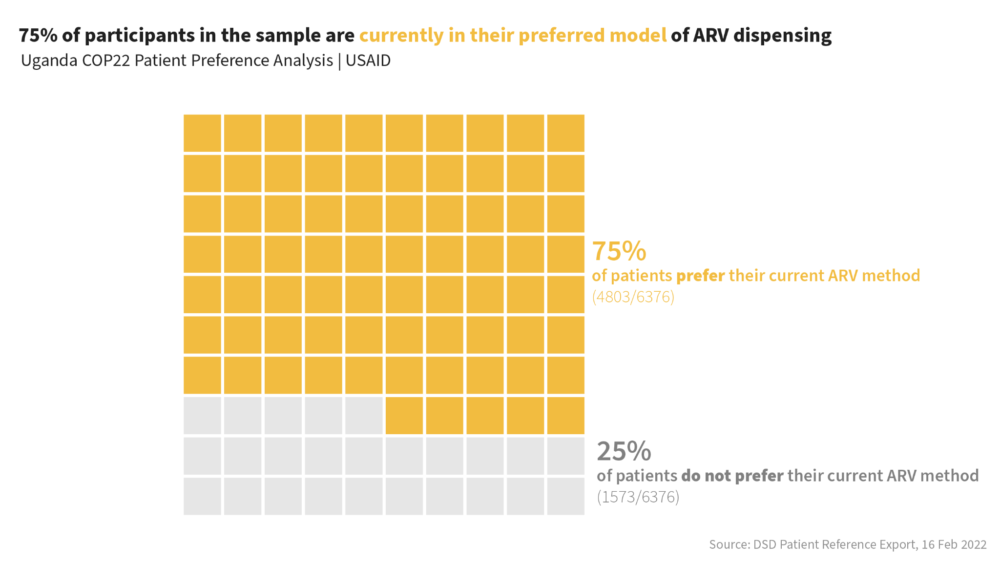 75% of participants in the sample are currently in their preferred model of ARV dispensing
Uganda COP22 Patient Preference Analysis | USAID
75%
of patients prefer their current ARV method
(4803/6376)
25%
of patients do not prefer their current ARV method
(1573/6376)
Source: DSD Patient Reference Export, 16 Feb 2022